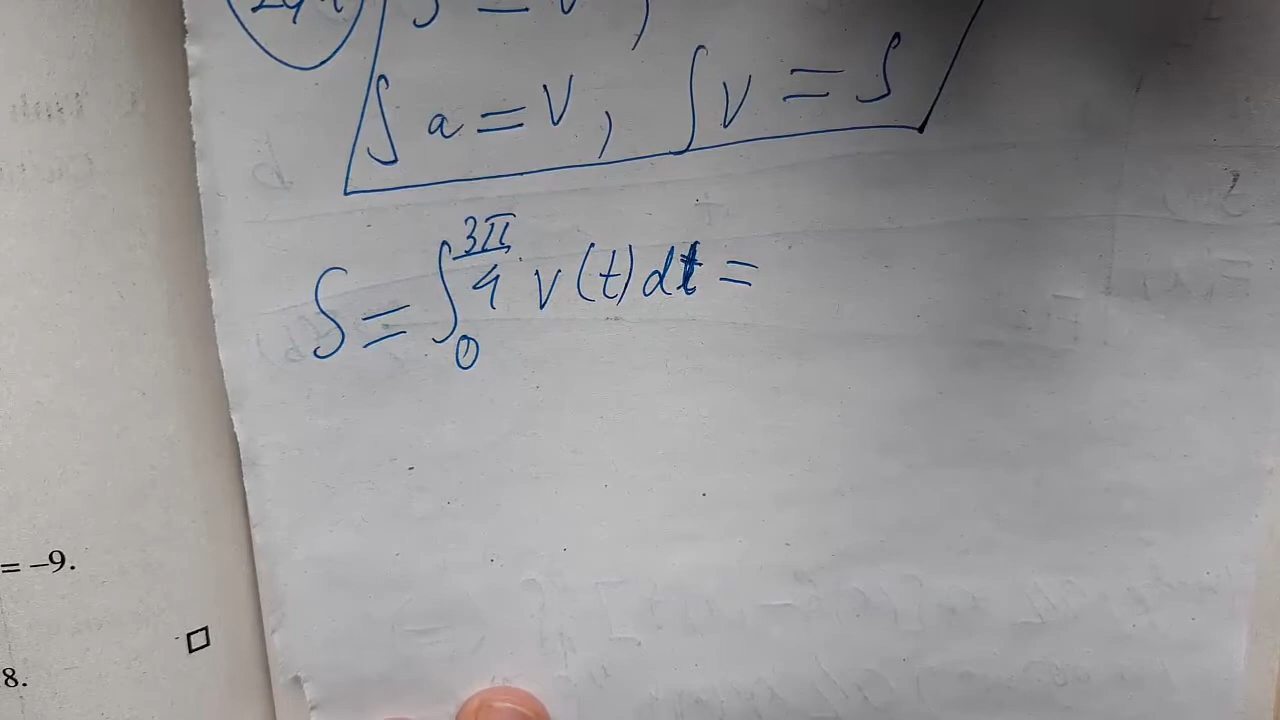 ∫ a = V, ∫ V = S
S = ∫₀^(3π/4) v(t) dt =
= –9.
8.